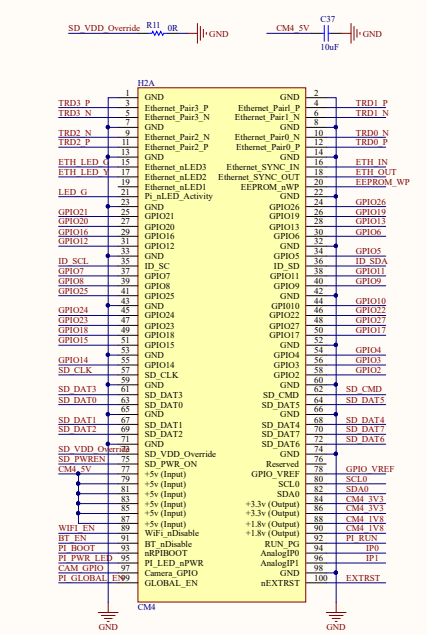 SD_VDD_Override R11 0R GND
CM4_5V C37 10uF GND
H2A
1 GND GND 2
TRD3_P 3 Ethernet_Pair3_P Ethernet_Pair1_P 4 TRD1_P
TRD3_N 5 Ethernet_Pair3_N Ethernet_Pair1_N 6 TRD1_N
7 GND GND 8
TRD2_N 9 Ethernet_Pair2_N Ethernet_Pair0_N 10 TRD0_N
TRD2_P 11 Ethernet_Pair2_P Ethernet_Pair0_P 12 TRD0_P
13 GND GND 14
ETH_LED_G 15 Ethernet_nLED3 Ethernet_SYNC_IN 16 ETH_IN
ETH_LED_Y 17 Ethernet_nLED2 Ethernet_SYNC_OUT 18 ETH_OUT
19 Ethernet_nLED1 EEPROM_nWP 20 EEPROM_WP
LED_G 21 Pi_nLED_Activity GND 22
23 GND GPIO26 24 GPIO26
GPIO21 25 GPIO21 GPIO19 26 GPIO19
GPIO20 27 GPIO20 GPIO13 28 GPIO13
GPIO16 29 GPIO16 GPIO6 30 GPIO6
GPIO12 31 GPIO12 GND 32
33 GND GPIO5 34 GPIO5
ID_SCL 35 ID_SC ID_SD 36 ID_SDA
GPIO7 37 GPIO7 GPIO11 38 GPIO11
GPIO8 39 GPIO8 GPIO9 40 GPIO9
GPIO25 41 GPIO25 GND 42
43 GND GPI010 44 GPIO10
GPIO24 45 GPIO24 GPIO22 46 GPIO22
GPIO23 47 GPIO23 GPIO27 48 GPIO27
GPIO18 49 GPIO18 GPIO17 50 GPIO17
GPIO15 51 GPIO15 GND 52
53 GND GPIO4 54 GPIO4
GPIO14 55 GPIO14 GPIO3 56 GPIO3
SD_CLK 57 SD_CLK GPIO2 58 GPIO2
59 GND GND 60
SD_DAT3 61 SD_DAT3 SD_CMD 62 SD_CMD
SD_DAT0 63 SD_DAT0 SD_DAT5 64 SD_DAT5
65 GND GND 66
SD_DAT1 67 SD_DAT1 SD_DAT4 68 SD_DAT4
SD_DAT2 69 SD_DAT2 SD_DAT7 70 SD_DAT7
71 GND SD_DAT6 72 SD_DAT6
SD_VDD_Override 73 SD_VDD_Override GND 74
SD_PWREN 75 SD_PWR_ON Reserved 76
CM4_5V 77 +5v (Input) GPIO_VREF 78 GPIO_VREF
79 +5v (Input) SCL0 80 SCL0
81 +5v (Input) SDA0 82 SDA0
83 +5v (Input) +3.3v (Output) 84 CM4_3V3
85 +5v (Input) +3.3v (Output) 86 CM4_3V3
87 +5v (Input) +1.8v (Output) 88 CM4_1V8
WIFI_EN 89 WiFi_nDisable +1.8v (Output) 90 CM4_1V8
BT_EN 91 BT_nDisable RUN_PG 92 PI_RUN
PI_BOOT 93 nRPIBOOT AnalogIP0 94 IP0
PI_PWR_LED 95 PI_LED_nPWR AnalogIP1 96 IP1
CAM_GPIO 97 Camera_GPIO GND 98
PI_GLOBAL_EN 99 GLOBAL_EN nEXTRST 100 EXTRST
CM4
GND GND